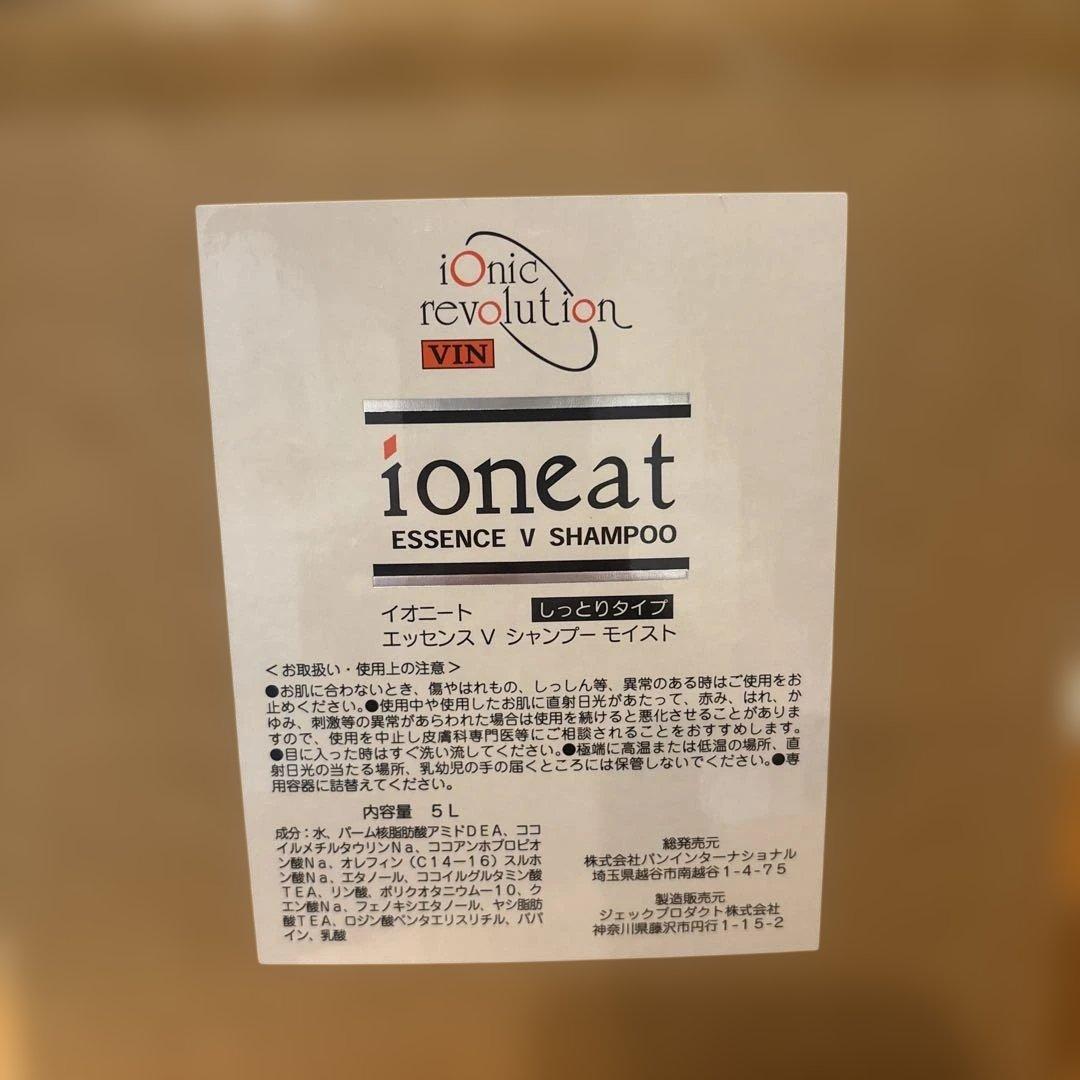 ionic
revolution
VIN
ioneat
ESSENCE V SHAMPOO
イオニート しっとりタイプ
エッセンスV シャンプー モイスト
＜お取扱い・使用上の注意＞
●お肌に合わないとき、傷やはれもの、しっしん等、異常のある時はご使用をお
止めください。●使用中や使用したお肌に直射日光があたって、赤み、はれ、か
ゆみ、刺激等の異常があらわれた場合は使用を続けると悪化させることがありま
すので、使用を中止し皮膚科専門医等にご相談されることをおすすめします。
●目に入った時はすぐ洗い流してください。●極端に高温または低温の場所、直
射日光の当たる場所、乳幼児の手の届くところには保管しないでください。●専
用容器に詰替えてください。
内容量 5L
成分：水、パーム核脂肪酸アミドDEA、ココ
イルメチルタウリンNa、ココアンホプロピオ
ン酸Na、オレフィン（C14－16）スルホ
ン酸Na、エタノール、ココイルグルタミン酸
TEA、リン酸、ポリクオタニウム－10、ク
エン酸Na、フェノキシエタノール、ヤシ脂肪
酸TEA、ロジン酸ペンタエリスリチル、パパ
イン、乳酸
総発売元
株式会社バンインターナショナル
埼玉県越谷市南越谷1-4-75
製造販売元
ジェックプロダクト株式会社
神奈川県藤沢市円行1-15-2